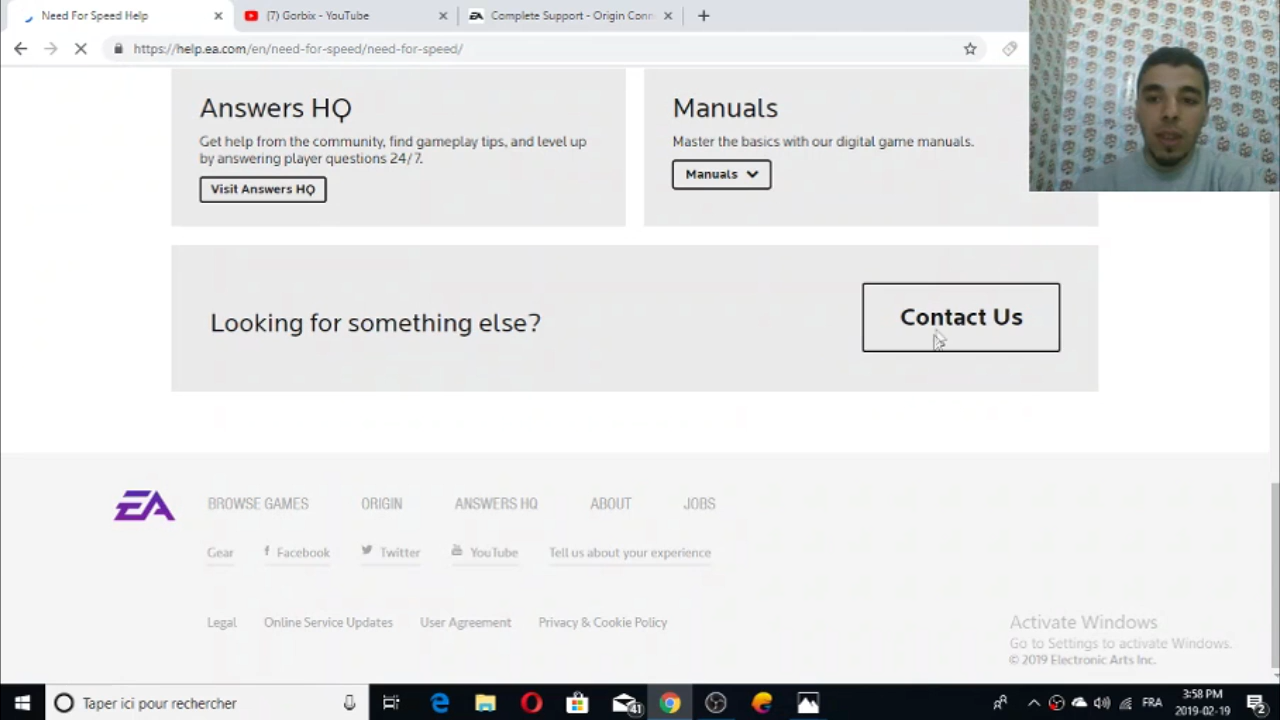 Need For Speed Help
(7) Gorbix - YouTube
Complete Support - Origin Conn
https://help.ea.com/en/need-for-speed/need-for-speed/
Answers HQ
Get help from the community, find gameplay tips, and level up
by answering player questions 24/7.
Visit Answers HQ
Manuals
Master the basics with our digital game manuals.
Manuals
Looking for something else?
Contact Us
EA
BROWSE GAMES
ORIGIN
ANSWERS HQ
ABOUT
JOBS
Gear
Facebook
Twitter
YouTube
Tell us about your experience
Legal
Online Service Updates
User Agreement
Privacy & Cookie Policy
Activate Windows
Go to Settings to activate Windows.
© 2019 Electronic Arts Inc.
Taper ici pour rechercher
41
FRA
3:58 PM
2019-02-19
2